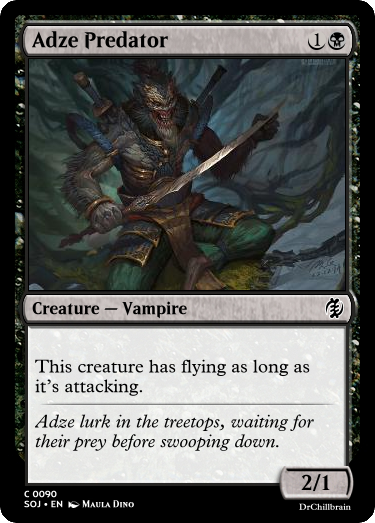 Adze Predator 1
Creature — Vampire
This creature has flying as long as
it's attacking.
Adze lurk in the treetops, waiting for
their prey before swooping down.
2/1
C 0090
SOJ • EN Maula Dino
DrChillbrain